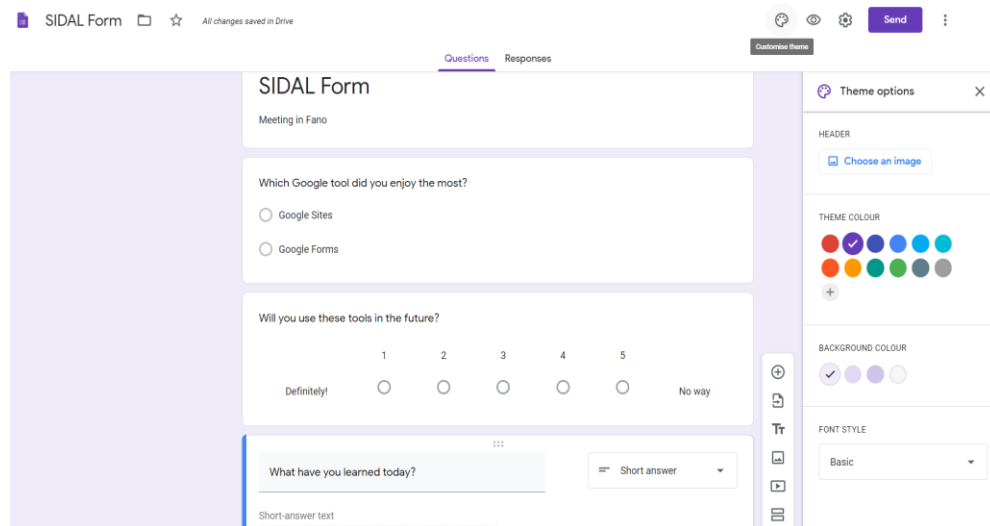 SIDAL Form
All changes saved in Drive
Send
Customise theme
Questions Responses
SIDAL Form
Meeting in Fano
Which Google tool did you enjoy the most?
Google Sites
Google Forms
Will you use these tools in the future?
1 2 3 4 5
Definitely! No way
What have you learned today?
Short answer
Short-answer text
Tт
Theme options
HEADER
Choose an image
THEME COLOUR
BACKGROUND COLOUR
FONT STYLE
Basic